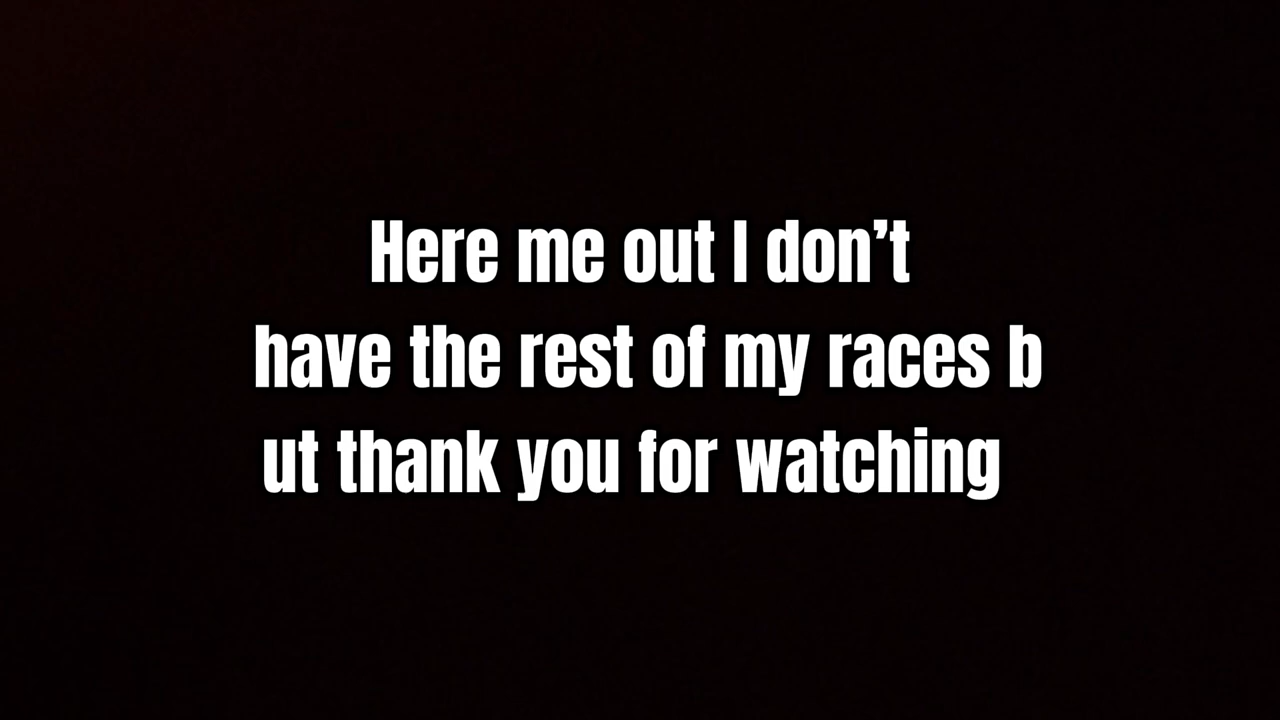 Here me out I don’t
have the rest of my races b
ut thank you for watching